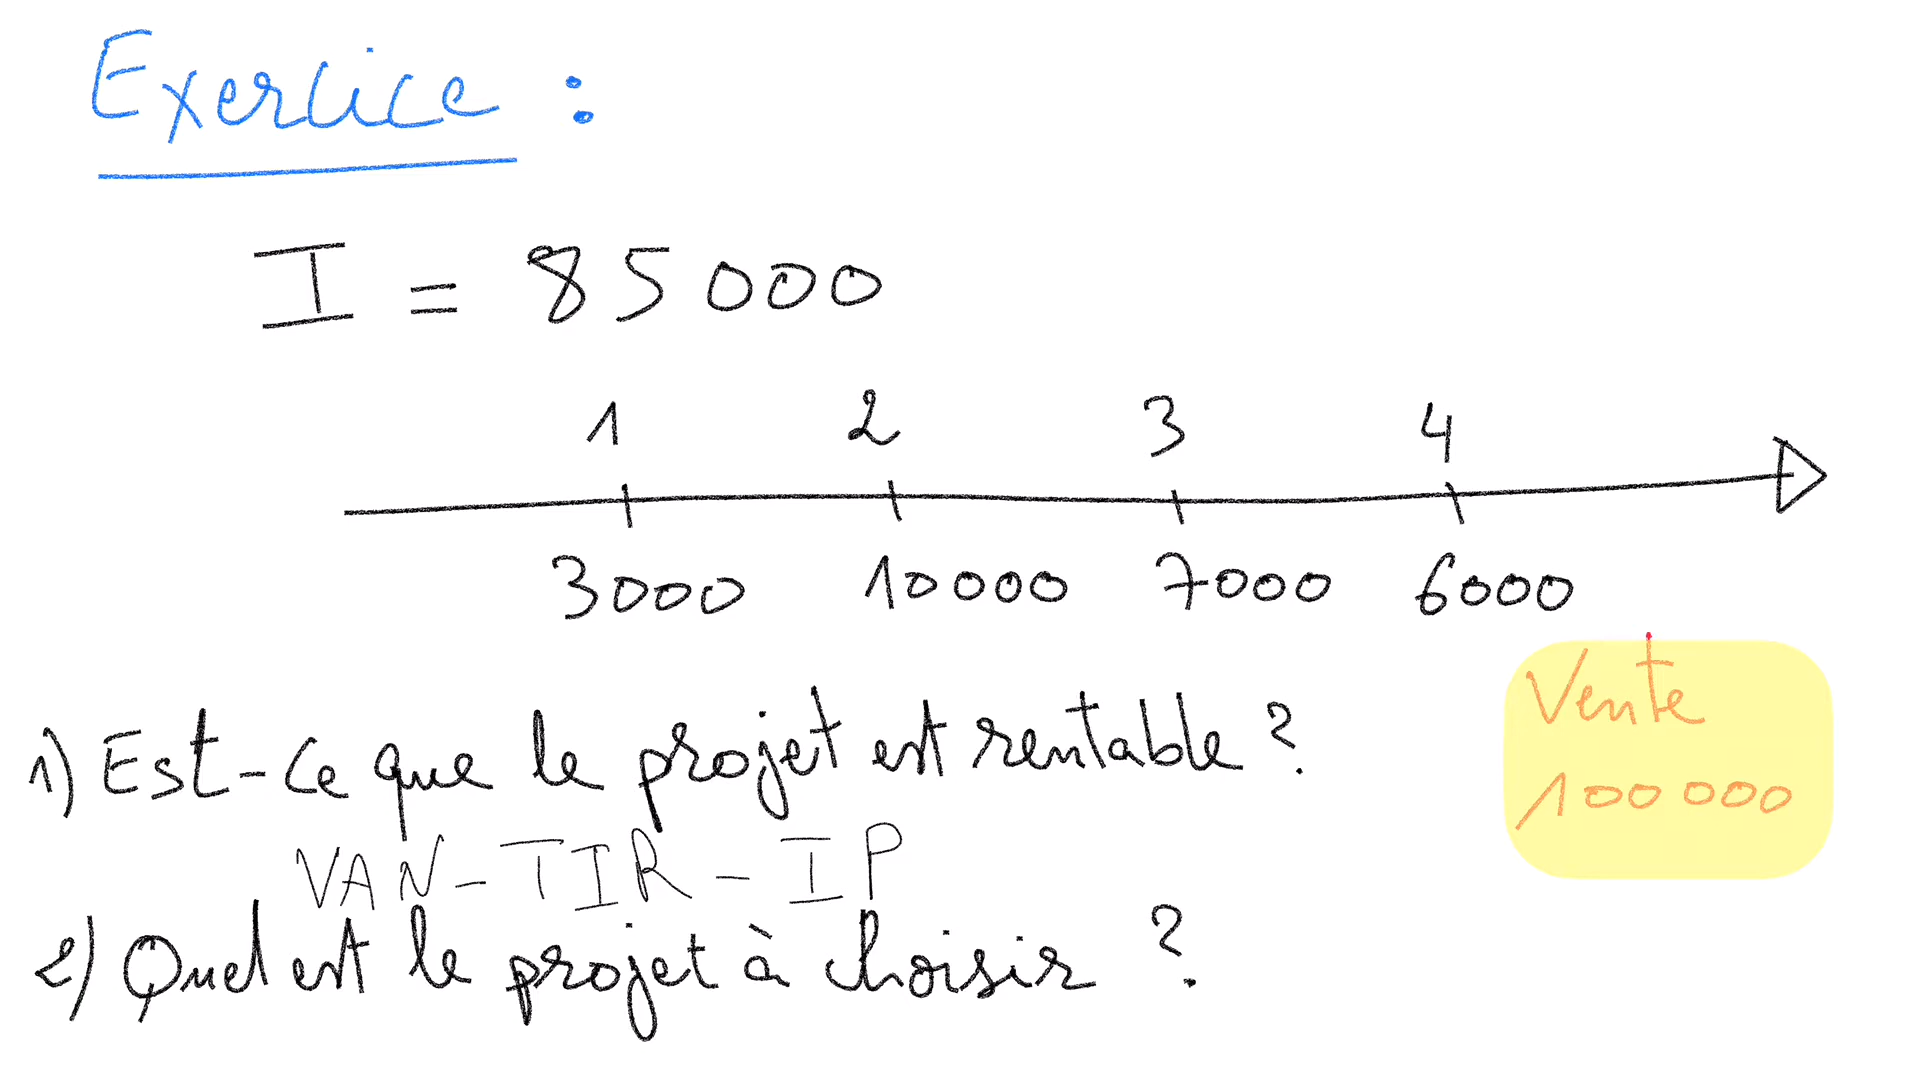 Exercice :
I = 85 000
1 2 3 4
3000 10000 7000 6000
Vente
1) Est-ce que le projet est rentable ?
100 000
VAN - TIR - IP
2) Quel est le projet à choisir ?